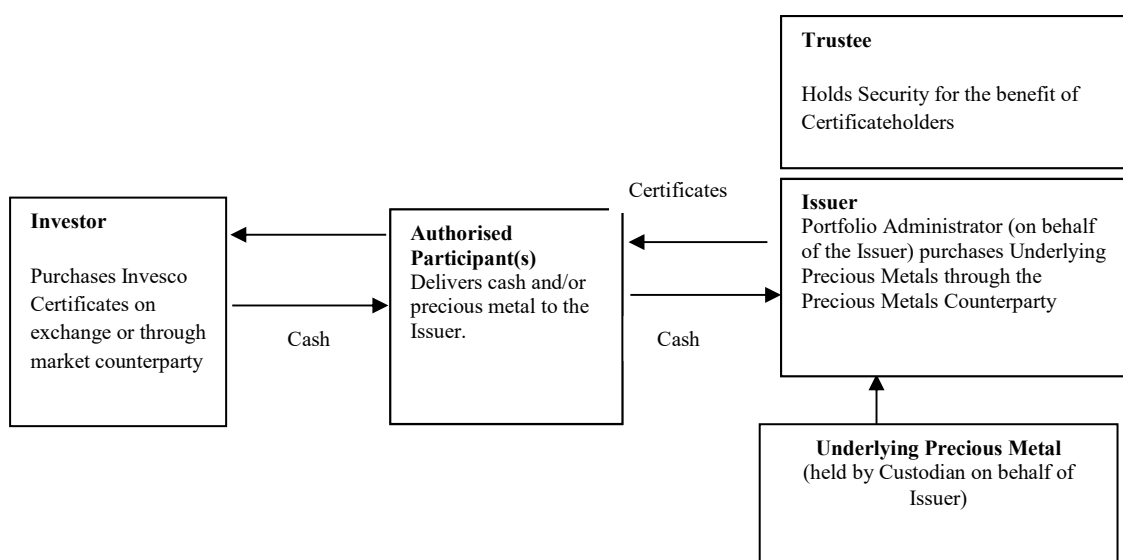 Trustee
Holds Security for the benefit of
Certificateholders
Certificates
Investor
Purchases Invesco
Certificates on
exchange or through
market counterparty
Cash
Authorised
Participant(s)
Delivers cash and/or
precious metal to the
Issuer.
Cash
Issuer
Portfolio Administrator (on behalf
of the Issuer) purchases Underlying
Precious Metals through the
Precious Metals Counterparty
Underlying Precious Metal
(held by Custodian on behalf of
Issuer)